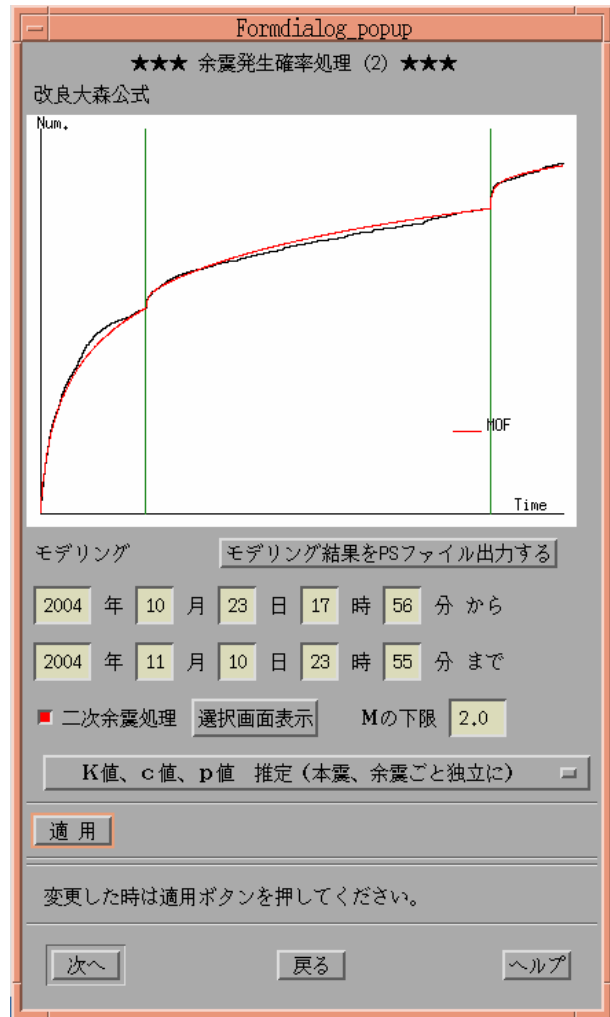 Formdialog_popup
★★★ 余震発生確率処理 (2) ★★★
改良大森公式
Num.
MOF
Time
モデリング モデリング結果をPSファイル出力する
2004 年 10 月 23 日 17 時 56 分 から
2004 年 11 月 10 日 23 時 55 分 まで
二次余震処理 選択画面表示 Mの下限 2.0
K値、c値、p値 推定(本震、余震ごと独立に)
適 用
変更した時は適用ボタンを押してください。
次へ 戻る ヘルプ